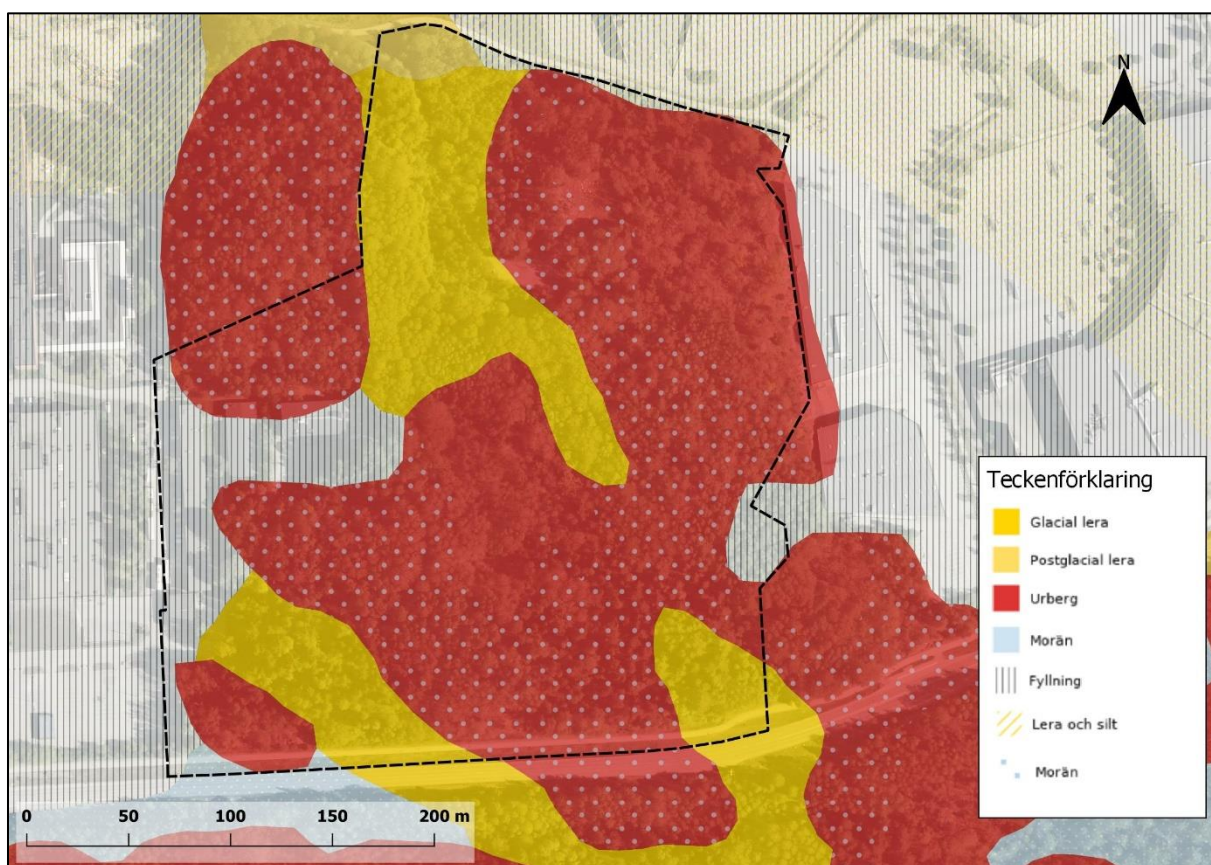 N
Teckenförklaring
Glacial lera
Postglacial lera
Urberg
Morän
Fyllning
Lera och silt
Morän
0 50 100 150 200 m